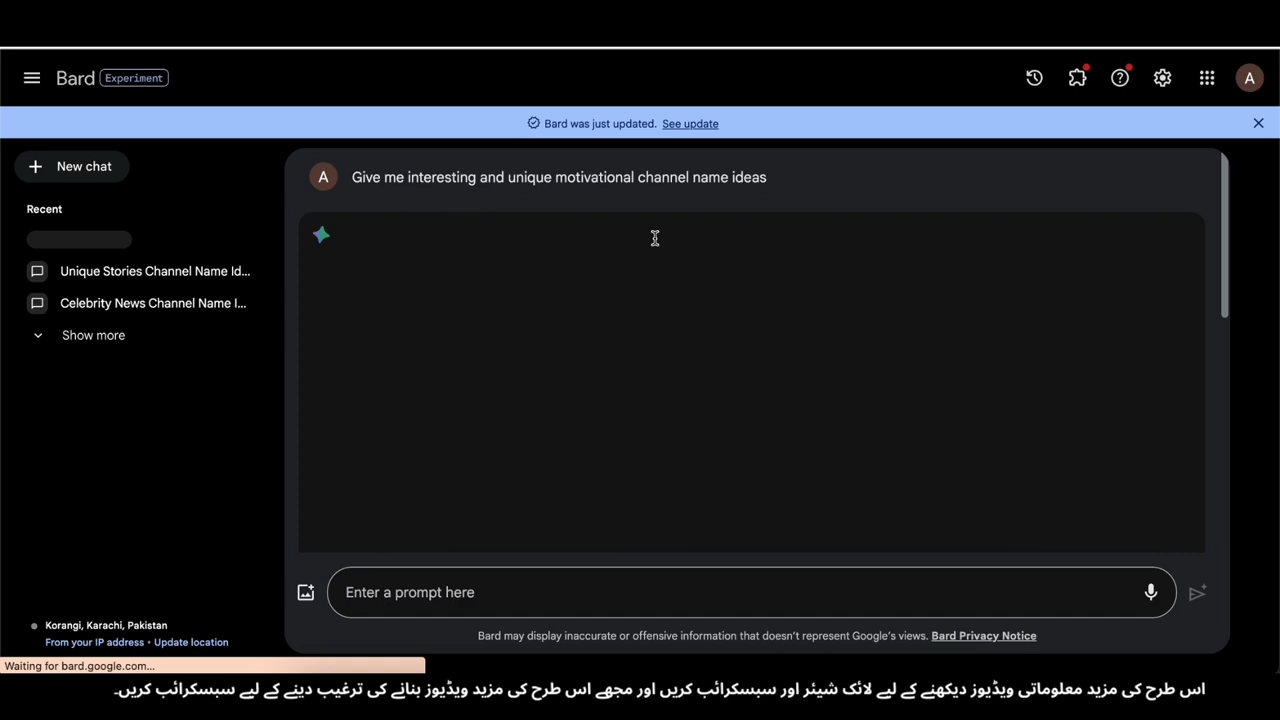 Bard Experiment
A
Bard was just updated. See update
New chat
Recent
Unique Stories Channel Name Id...
Celebrity News Channel Name I...
Show more
A Give me interesting and unique motivational channel name ideas
Enter a prompt here
Bard may display inaccurate or offensive information that doesn't represent Google's views. Bard Privacy Notice
Korangi, Karachi, Pakistan
From your IP address • Update location
Waiting for bard.google.com...
اس طرح کی مزید معلوماتی ویڈیوز دیکھنے کے لیے لائک شیئر اور سبسکرائب کریں اور مجھے اس طرح کی مزید ویڈیوز بنانے کی ترغیب دینے کے لیے سبسکرائب کریں۔